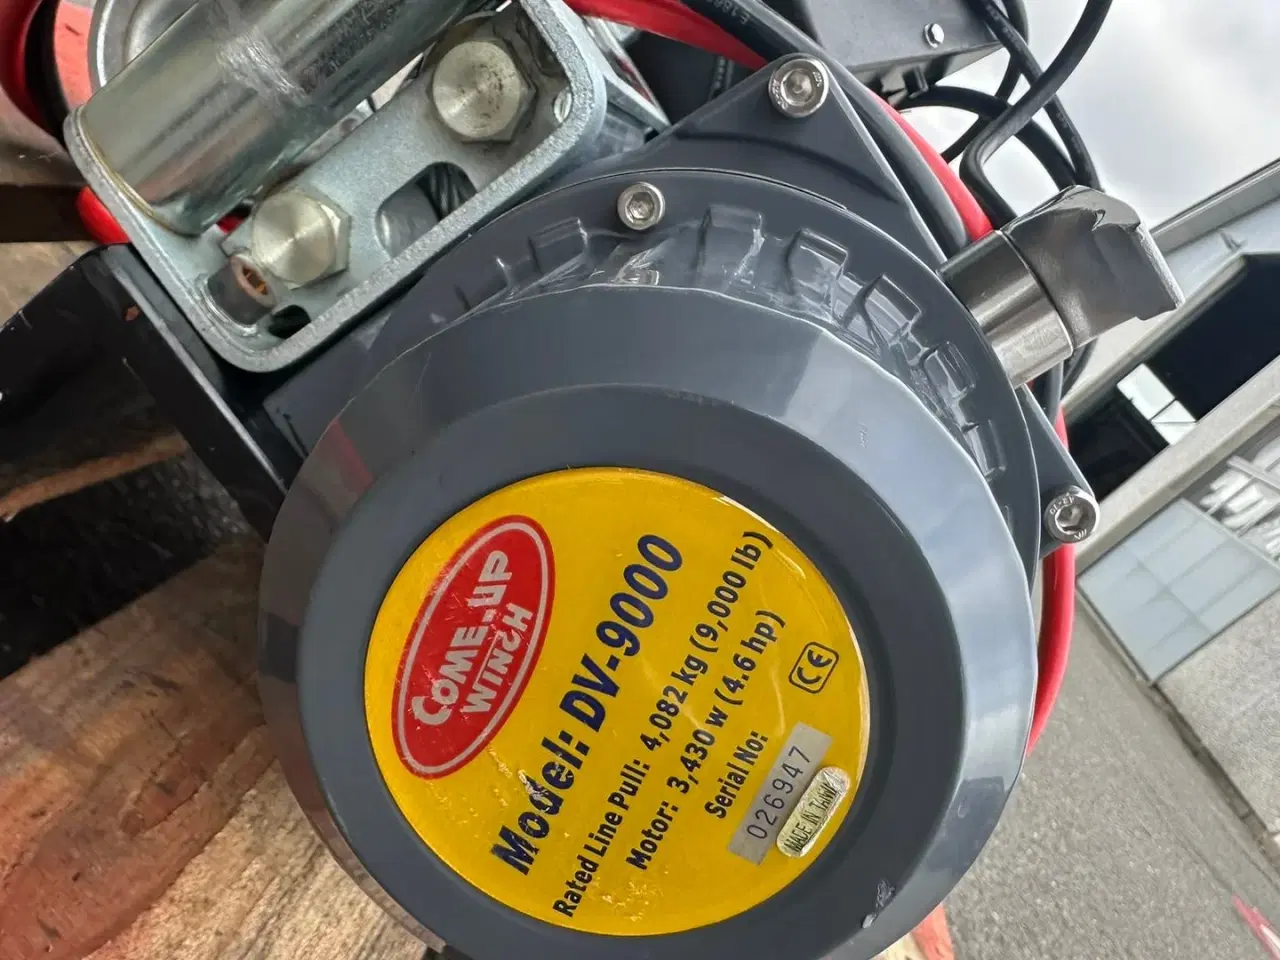 COME-UP
WINCH
Model: DV-9000
Rated Line Pull: 4,082 kg (9,000 lb)
Motor: 3,430 w (4.6 hp)
CE
Serial No:
026947
MADE IN TAIWAN